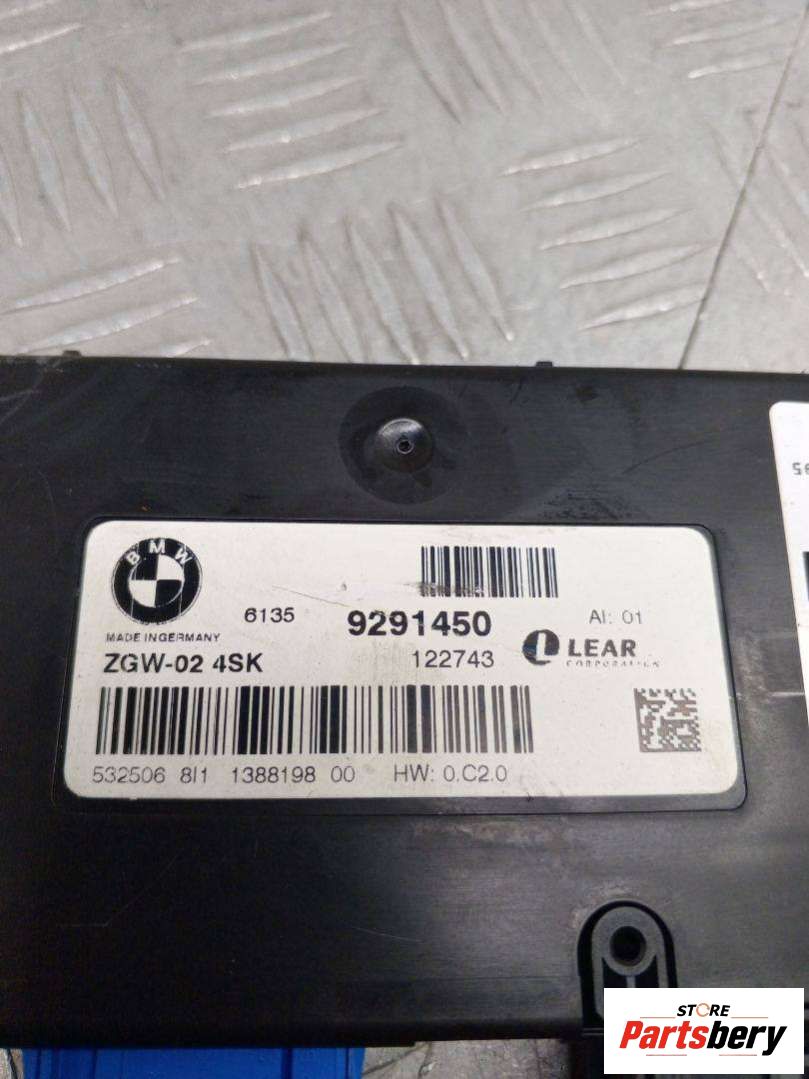 BMW
6135 9291450 AI: 01
MADE IN GERMANY
ZGW-02 4SK 122743 LEAR
CORPORATION
532506 8I1 1388198 00 HW: 0.C2.0
STORE
Partsbery